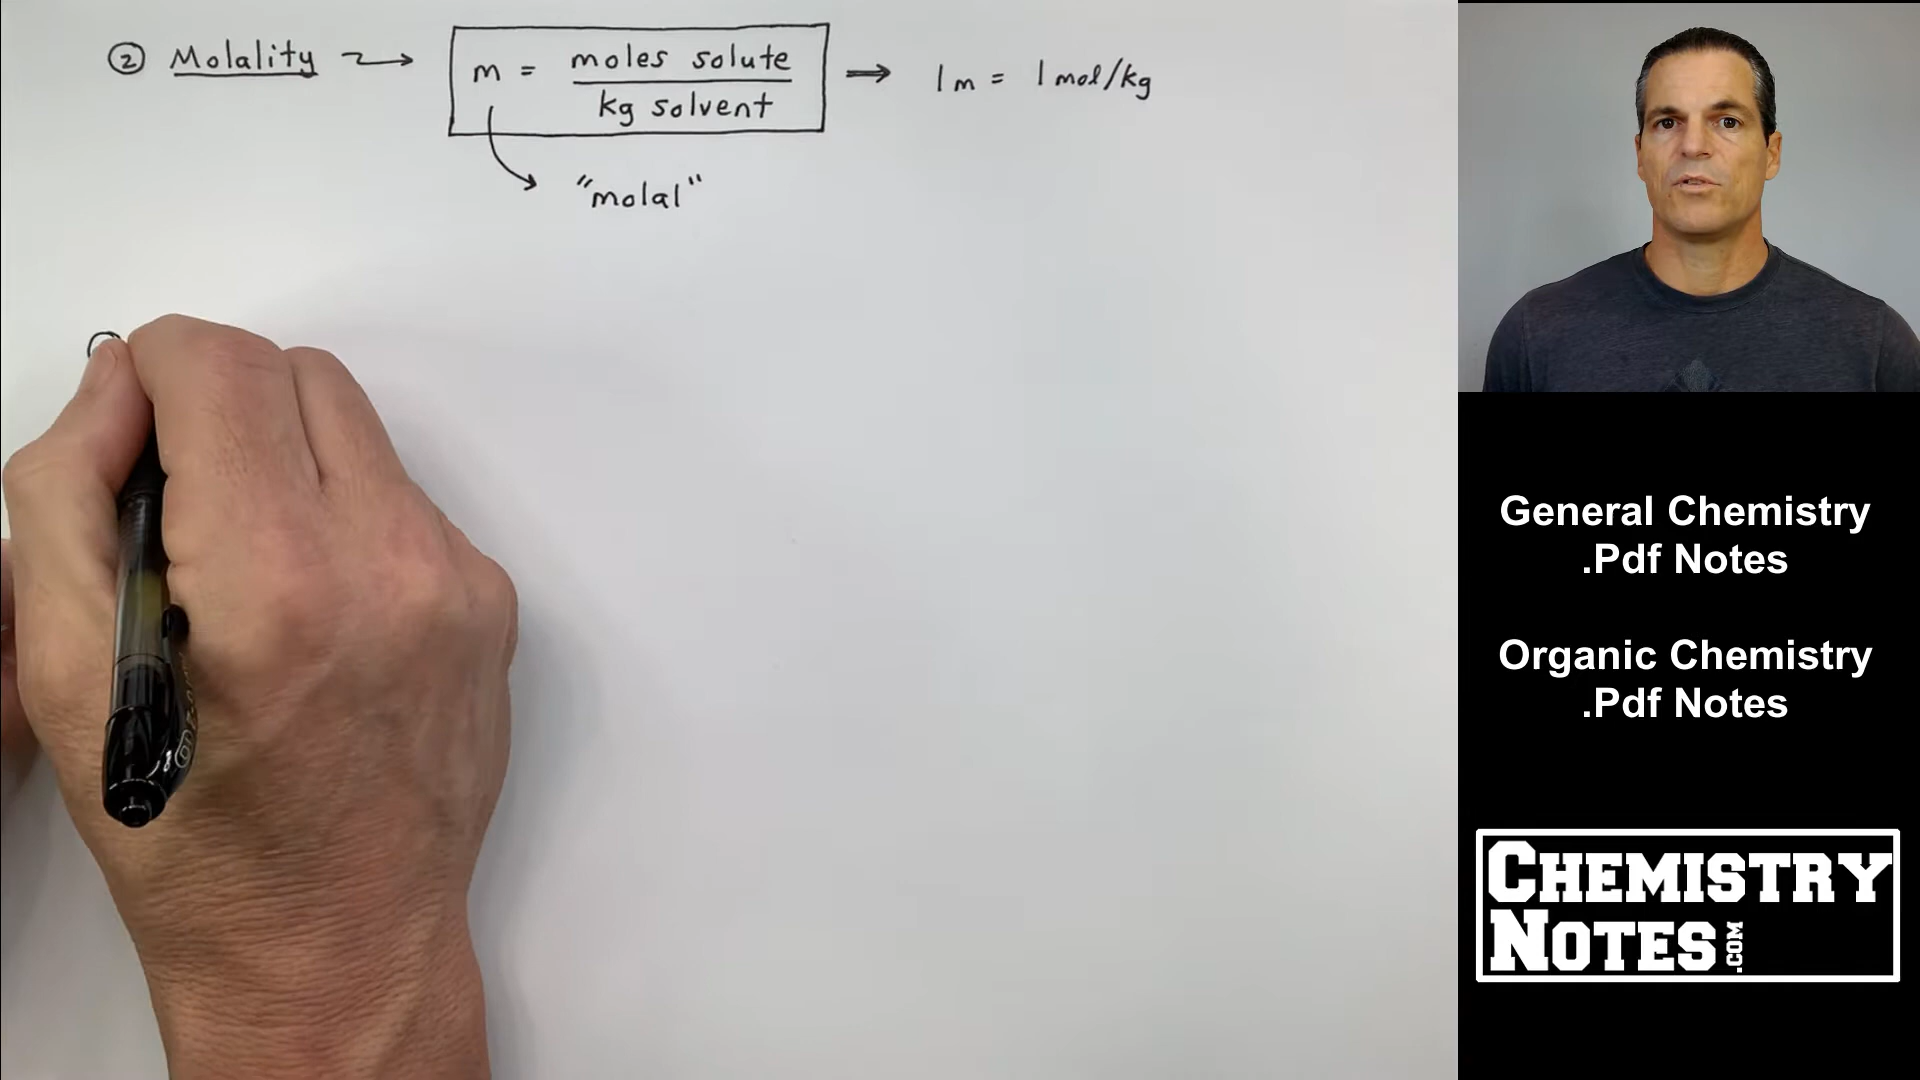 ② Molality → m = moles solute / kg solvent ⇒ 1 m = 1 mol/kg
"molal"
General Chemistry
.Pdf Notes
Organic Chemistry
.Pdf Notes
CHEMISTRY
NOTES.COM